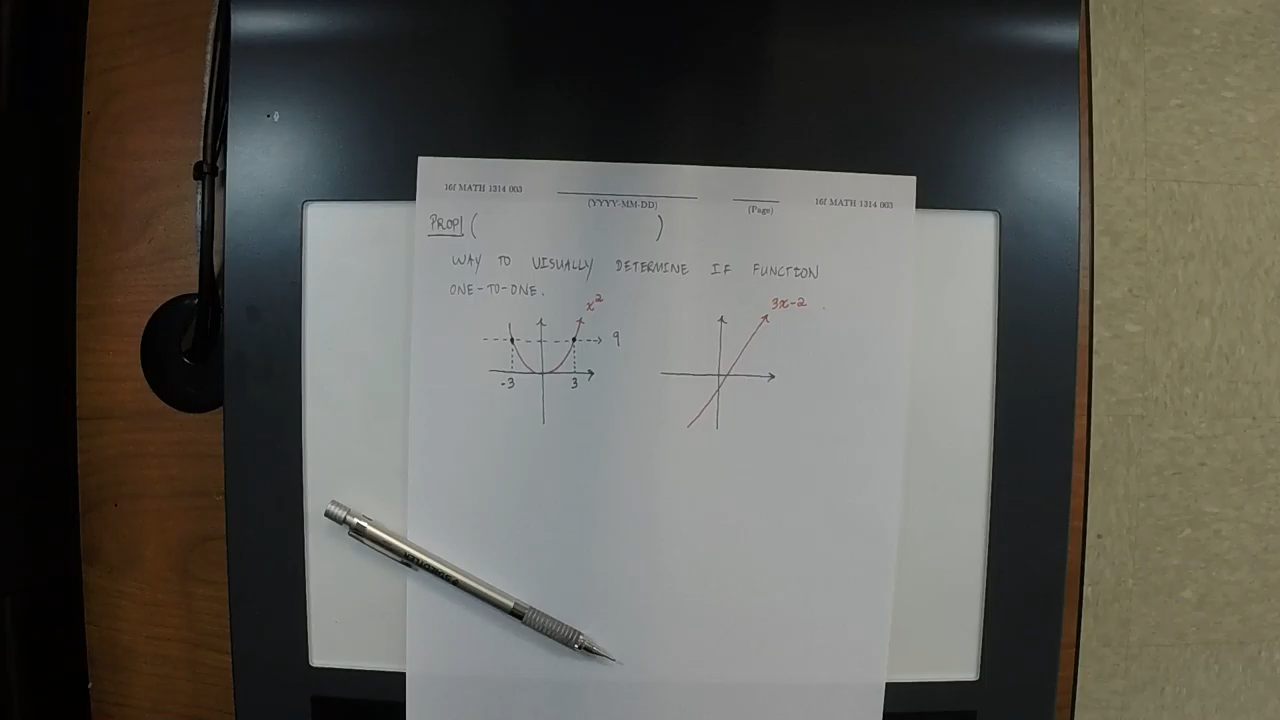 16f MATH 1314 003
(YYYY-MM-DD)
(Page)
16f MATH 1314 003
PROP| ( )
WAY TO VISUALLY DETERMINE IF FUNCTION
ONE-TO-ONE.
x²
3x-2
9
-3 3